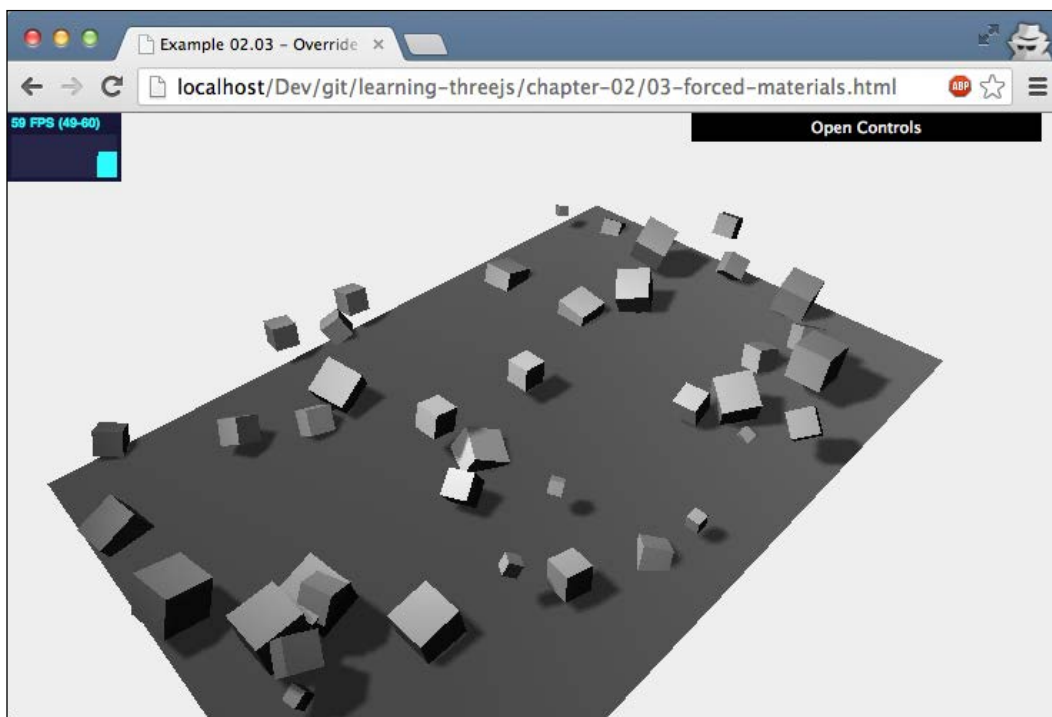 Example 02.03 - Override
localhost/Dev/git/learning-threejs/chapter-02/03-forced-materials.html
ABP
59 FPS (49-60)
Open Controls